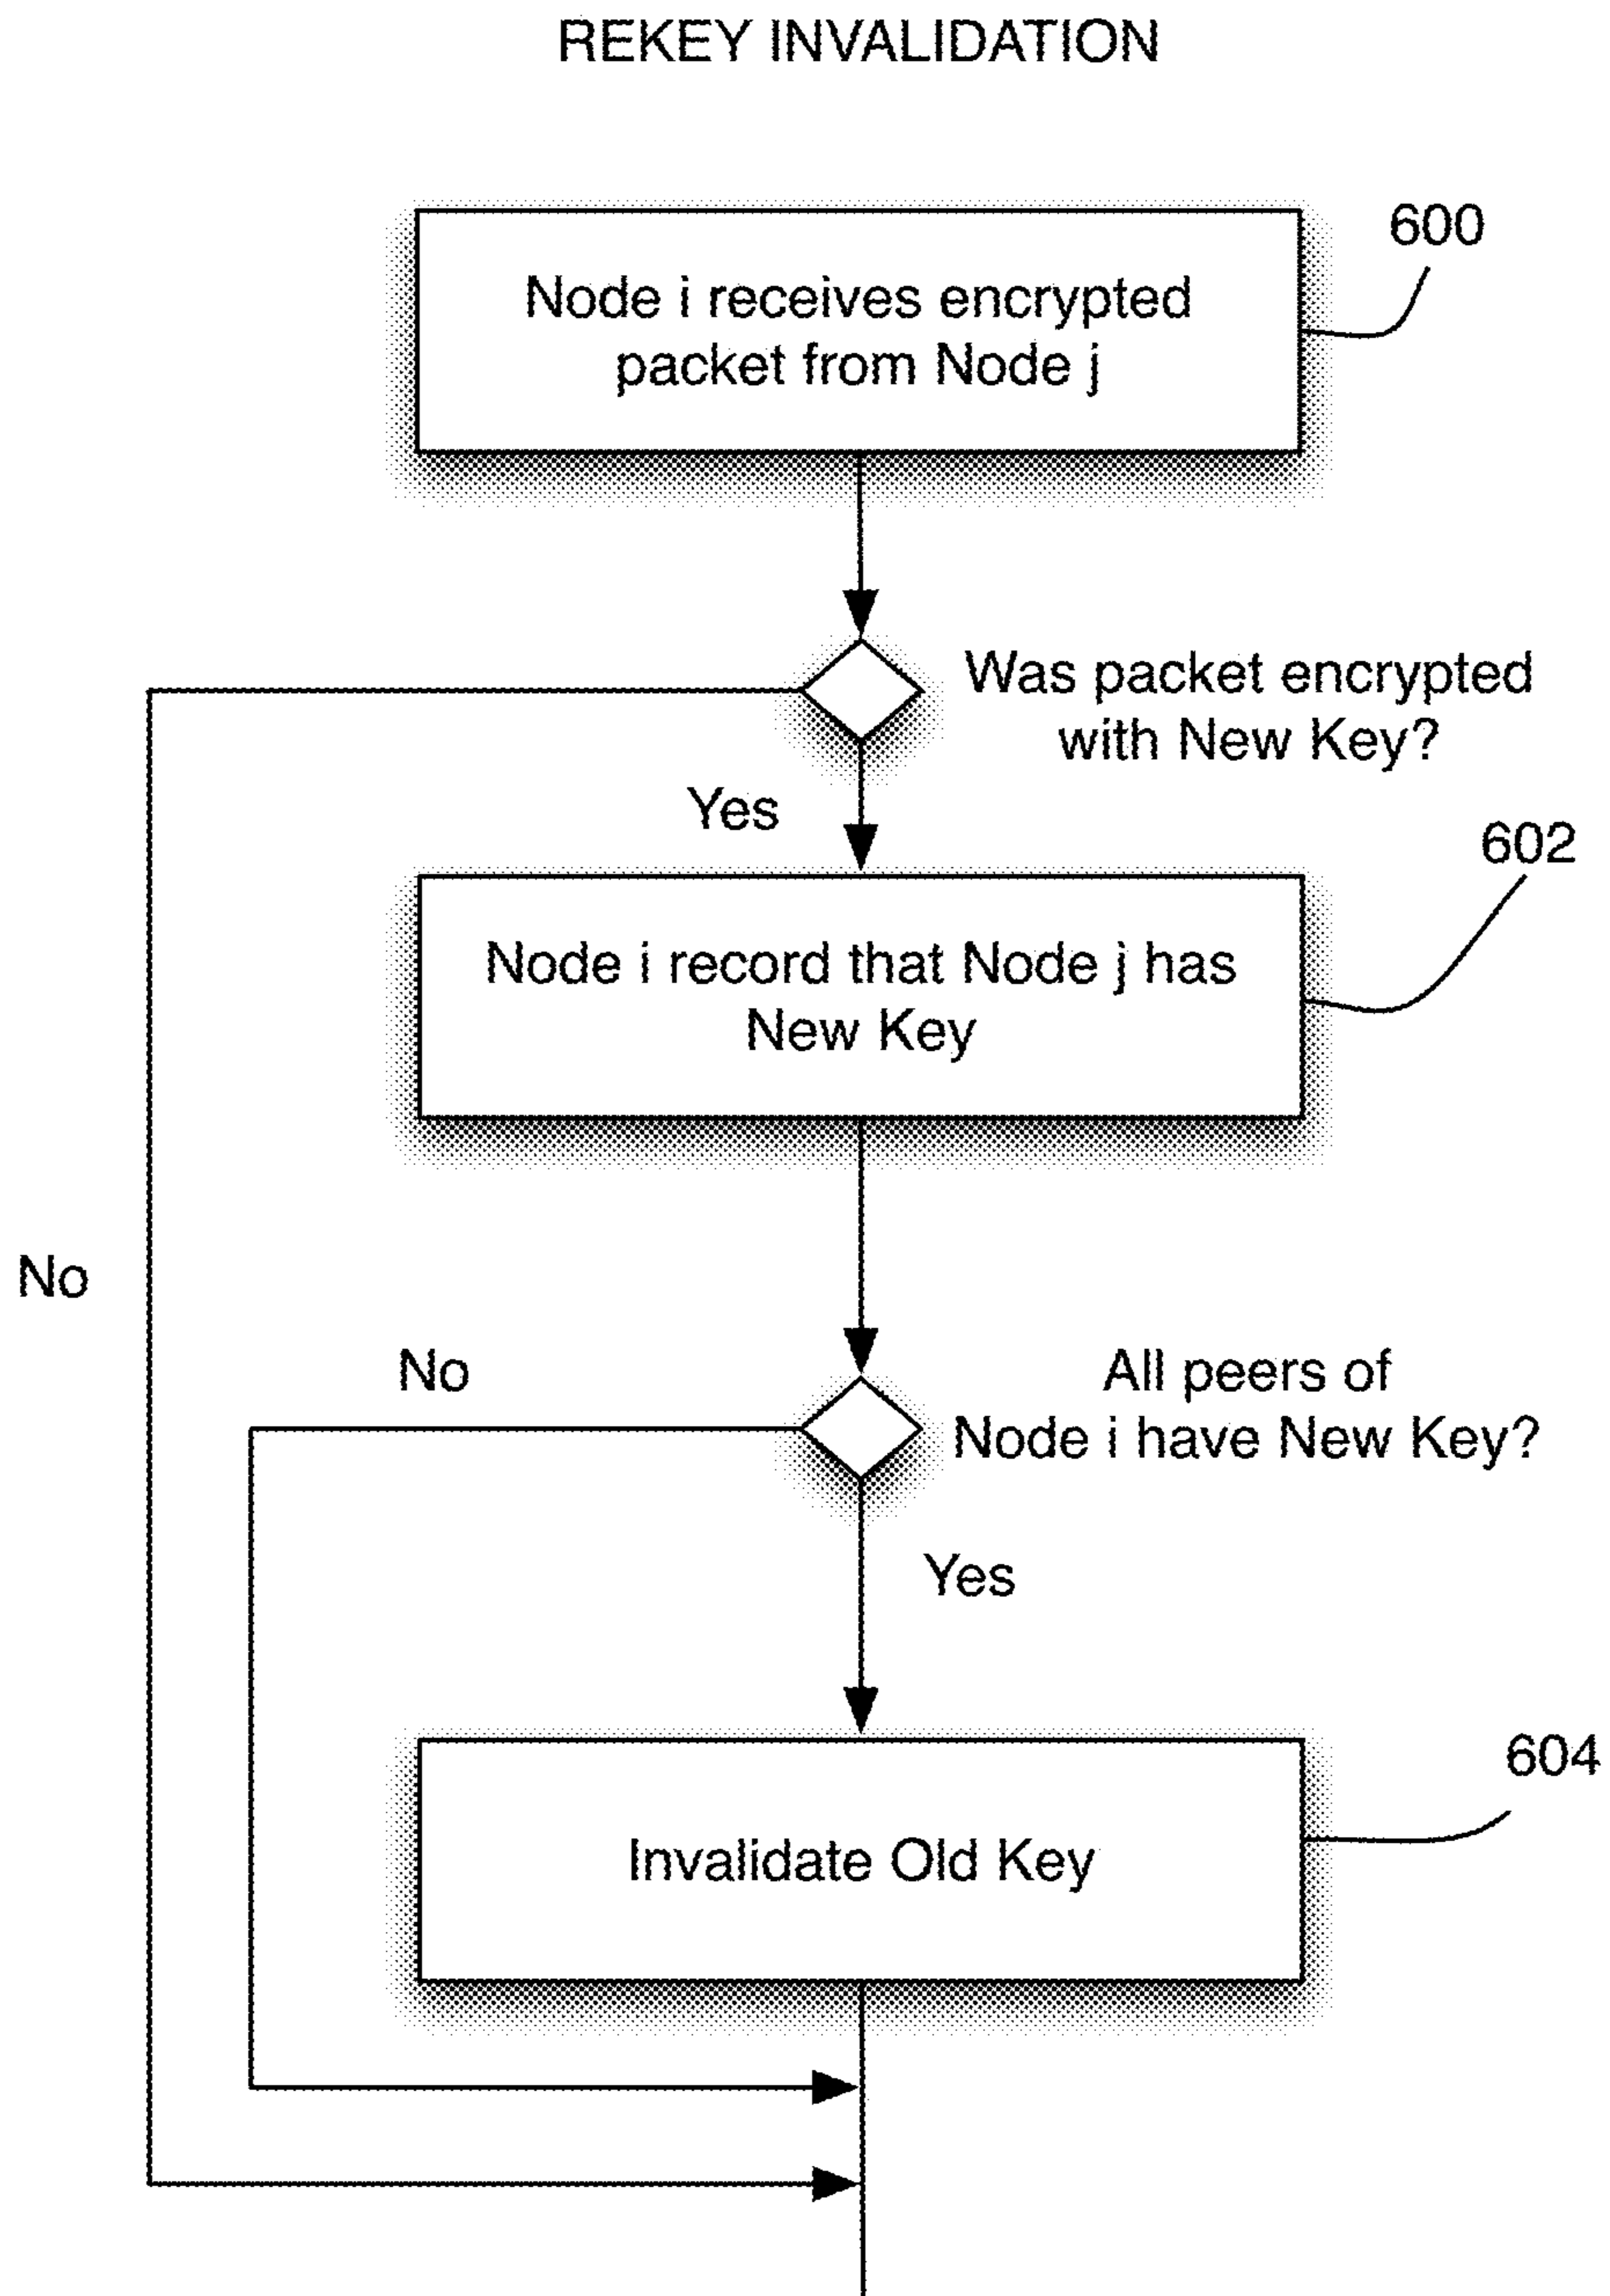 REKEY INVALIDATION
600
Node i receives encrypted
packet from Node j
Was packet encrypted
with New Key?
Yes
602
Node i record that Node j has
New Key
No
No
All peers of
Node i have New Key?
Yes
604
Invalidate Old Key